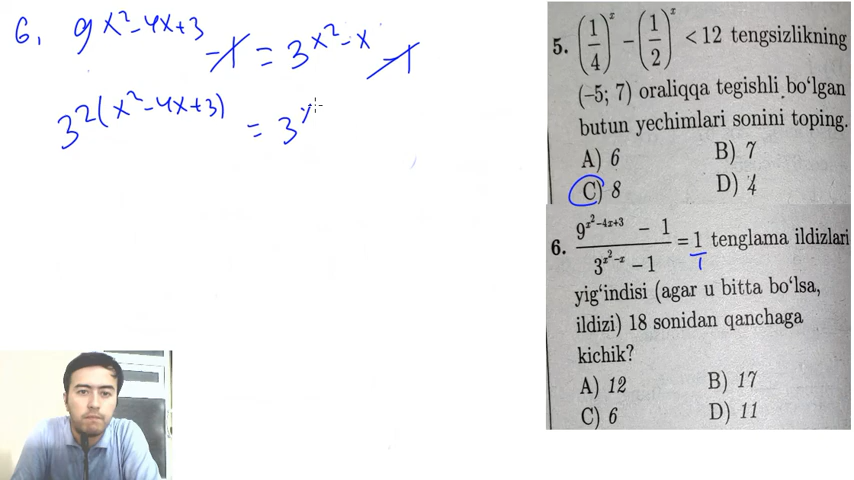 6. 9^(x²-4x+3) - 1 = 3^(x²-x) - 1
3^(2(x²-4x+3)) = 3^x
5. (1/4)^x - (1/2)^x < 12 tengsizlikning
(–5; 7) oraliqqa tegishli bo‘lgan
butun yechimlari sonini toping.
A) 6 B) 7
C) 8 D) 4
6. (9^(x²-4x+3) - 1)/(3^(x²-x) - 1) = 1/1 tenglama ildizlari
yig‘indisi (agar u bitta bo‘lsa,
ildizi) 18 sonidan qanchaga
kichik?
A) 12 B) 17
C) 6 D) 11